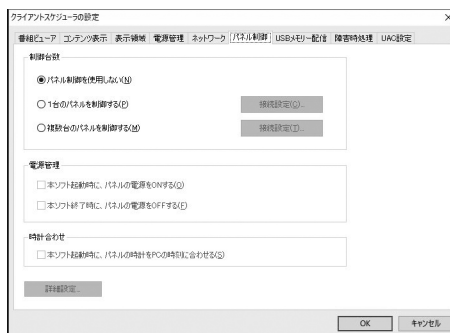 クライアントスケジューラの設定
番組ビューア コンテンツ表示 表示領域 電源管理 ネットワーク パネル制御 USBメモリー配信 障害時処理 UAC設定
制御台数
パネル制御を使用しない(N)
1台のパネルを制御する(P)
接続設定(C)...
複数台のパネルを制御する(M)
接続設定(T)...
電源管理
本ソフト起動時に、パネルの電源をONする(O)
本ソフト終了時に、パネルの電源をOFFする(F)
時計合わせ
本ソフト起動時に、パネルの時計をPCの時刻に合わせる(S)
詳細設定...
OK キャンセル